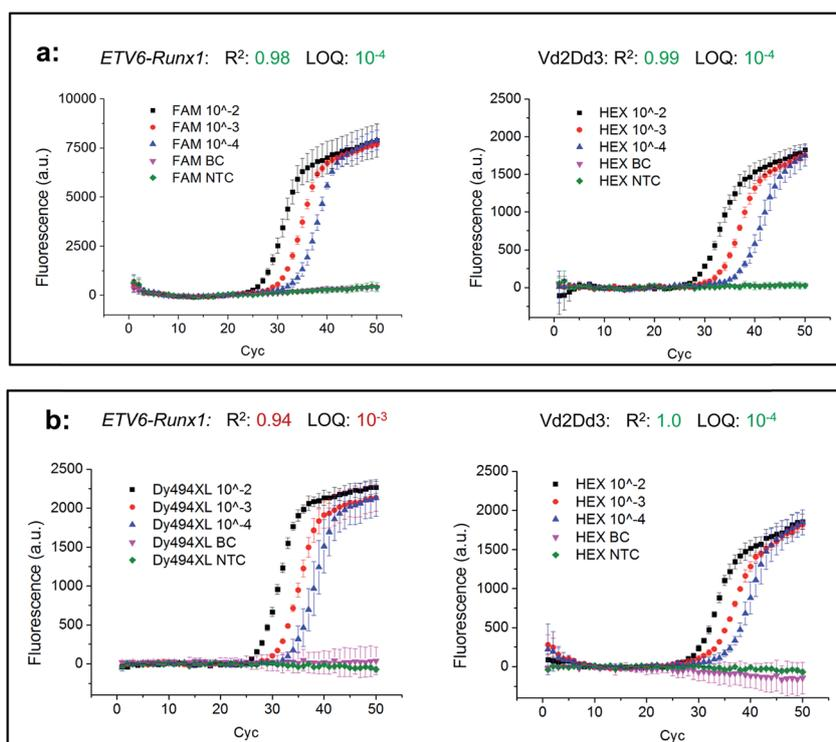 a: ETV6-Runx1: R²: 0.98 LOQ: 10⁻⁴
FAM 10^-2
FAM 10^-3
FAM 10^-4
FAM BC
FAM NTC
10000
7500
5000
2500
0
Fluorescence (a.u.)
0 10 20 30 40 50
Cyc
Vd2Dd3: R²: 0.99 LOQ: 10⁻⁴
HEX 10^-2
HEX 10^-3
HEX 10^-4
HEX BC
HEX NTC
2500
2000
1500
1000
500
0
Fluorescence (a.u.)
0 10 20 30 40 50
Cyc
b: ETV6-Runx1: R²: 0.94 LOQ: 10⁻³
Dy494XL 10^-2
Dy494XL 10^-3
Dy494XL 10^-4
Dy494XL BC
Dy494XL NTC
2500
2000
1500
1000
500
0
Fluorescence (a.u.)
0 10 20 30 40 50
Cyc
Vd2Dd3: R²: 1.0 LOQ: 10⁻⁴
HEX 10^-2
HEX 10^-3
HEX 10^-4
HEX BC
HEX NTC
2500
2000
1500
1000
500
0
Fluorescence (a.u.)
0 10 20 30 40 50
Cyc